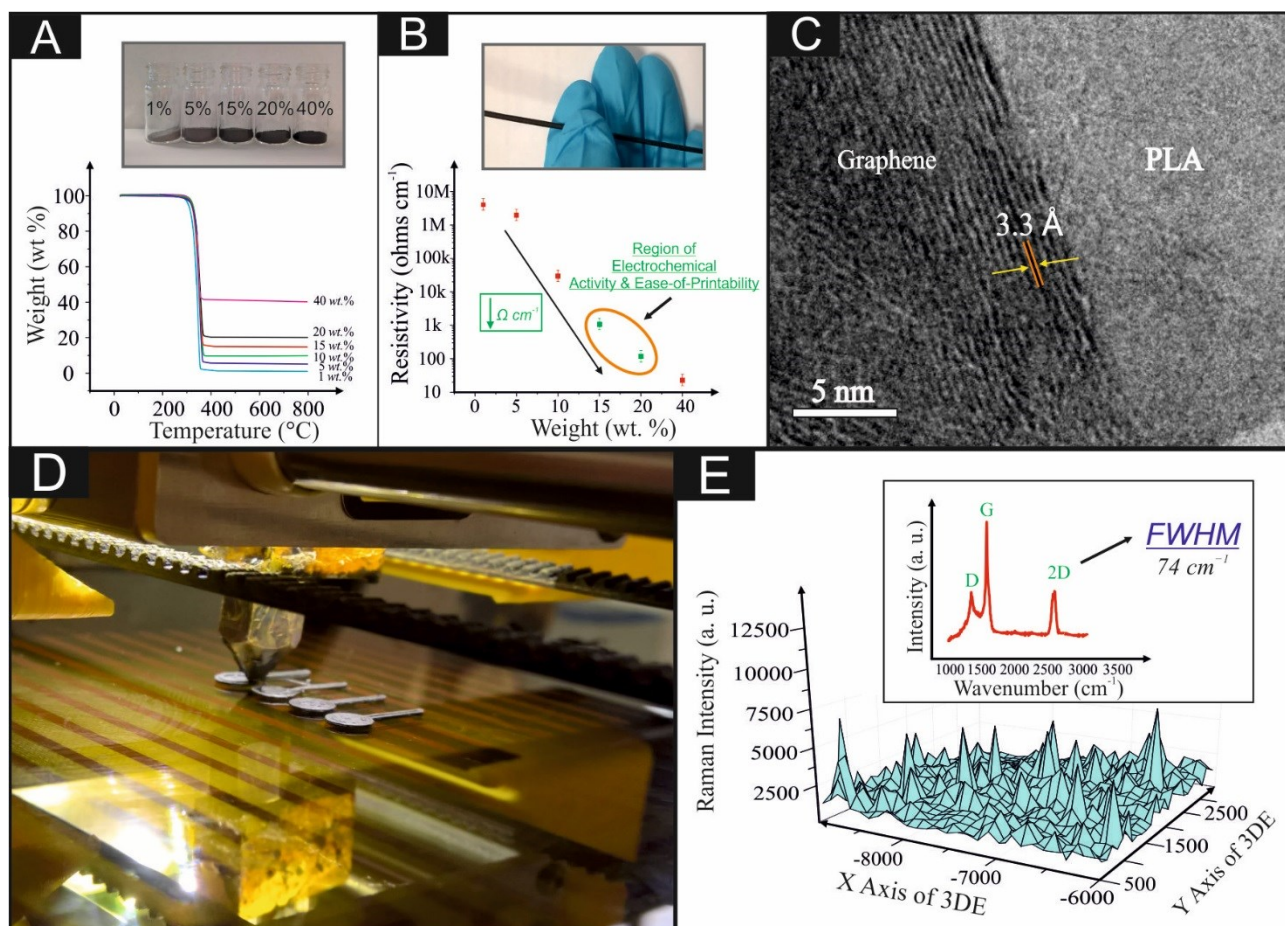 A
1% 5% 15% 20% 40%
Weight (wt %)
100
80
60
40
20
0
40 wt.%
20 wt.%
15 wt.%
10 wt.%
5 wt.%
1 wt.%
0 200 400 600 800
Temperature (°C)
B
Resistivity (ohms cm⁻¹)
10M
1M
100k
10k
1k
100
10
Region of
Electrochemical
Activity & Ease-of-Printability
Ω cm⁻¹
0 5 10 15 20 40
Weight (wt. %)
C
Graphene
PLA
3.3 Å
5 nm
D
E
Raman Intensity (a. u.)
12500
10000
7500
5000
2500
-8000
-7000
-6000
X Axis of 3DE
500
1500
2500
Y Axis of 3DE
Intensity (a. u.)
D
G
2D
FWHM
74 cm⁻¹
1000 1500 2000 2500 3000 3500
Wavenumber (cm⁻¹)